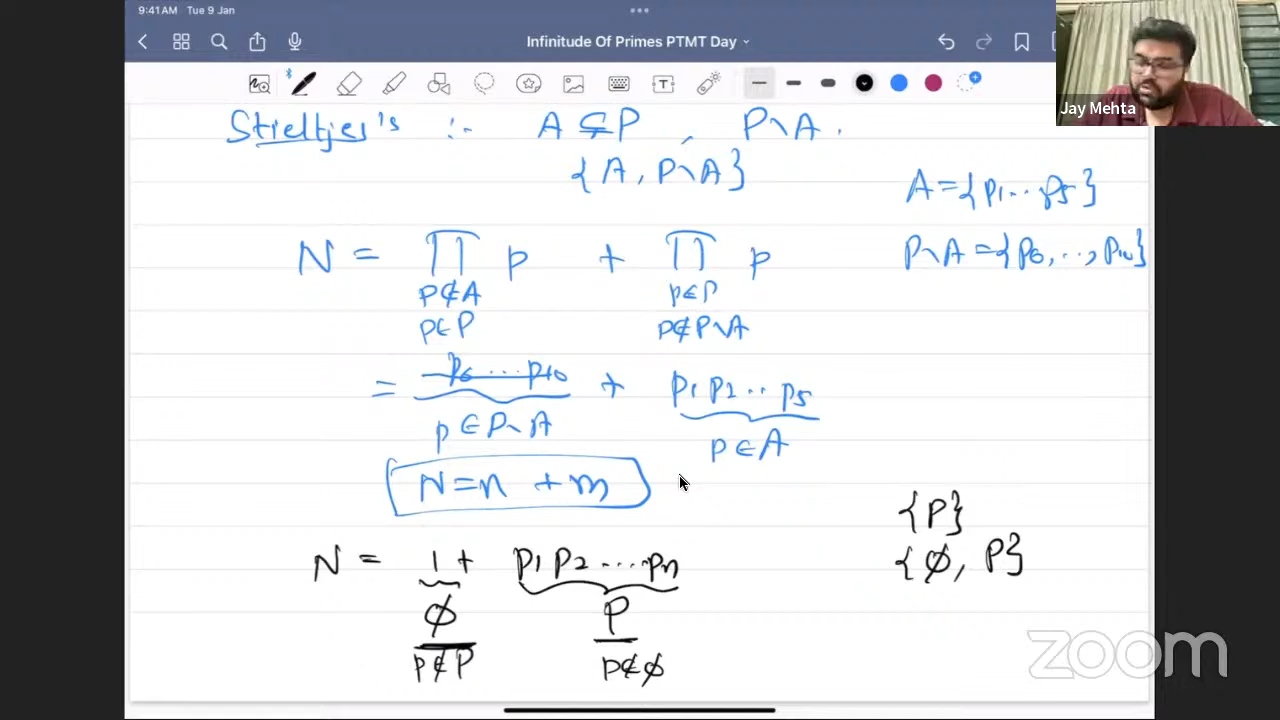 9:41 AM Tue 9 Jan
Infinitude Of Primes PTMT Day
Jay Mehta
Stieltjes's :- A ⊊ P , P∖A .
{A, P∖A}
A = {p1 ... p5}
P∖A = {p6, ..., p10}
N = ∏ p + ∏ p
p∉A p∈P
p∈P p∉P∖A
= p6 ... p10 + p1 p2 ... p5
p∈P∖A p∈A
N = n + m
{P}
{φ, P}
N = 1 + p1 p2 .... pn
φ P
p∉P p∉φ
zoom